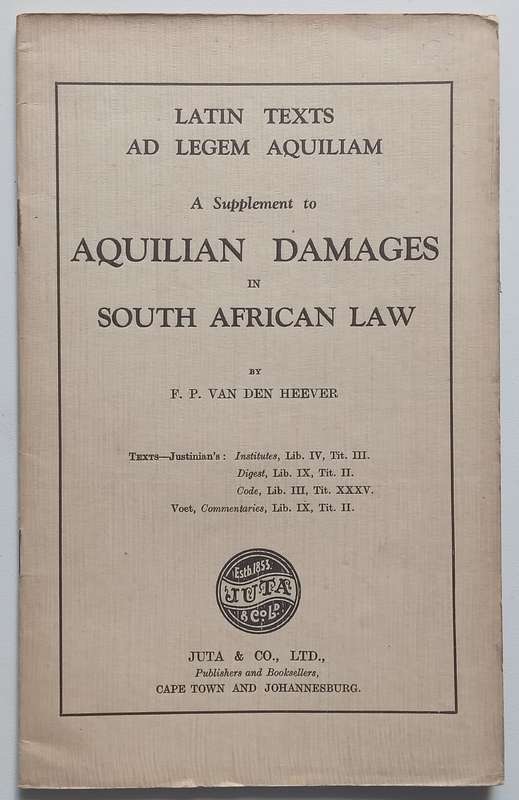 LATIN TEXTS
AD LEGEM AQUILIAM
A Supplement to
AQUILIAN DAMAGES
IN
SOUTH AFRICAN LAW
BY
F. P. VAN DEN HEEVER
TEXTS—Justinian's: Institutes, Lib. IV, Tit. III.
Digest, Lib. IX, Tit. II.
Code, Lib. III, Tit. XXXV.
Voet, Commentaries, Lib. IX, Tit. II.
Estb. 1853.
JUTA
& Co. Ld.
JUTA & CO., LTD.,
Publishers and Booksellers,
CAPE TOWN AND JOHANNESBURG.